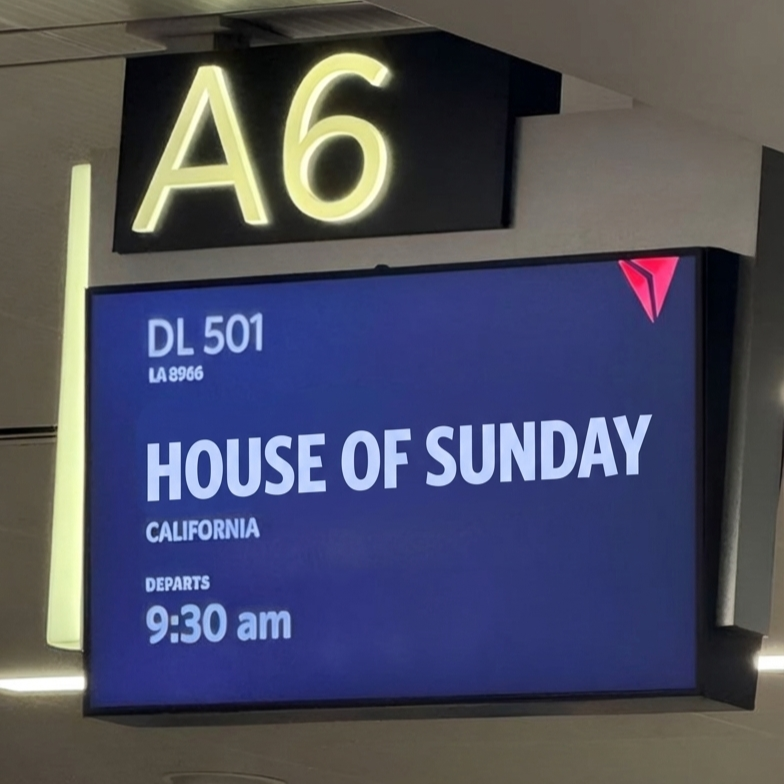 A6
DL 501
LA 8966
HOUSE OF SUNDAY
CALIFORNIA
DEPARTS
9:30 am